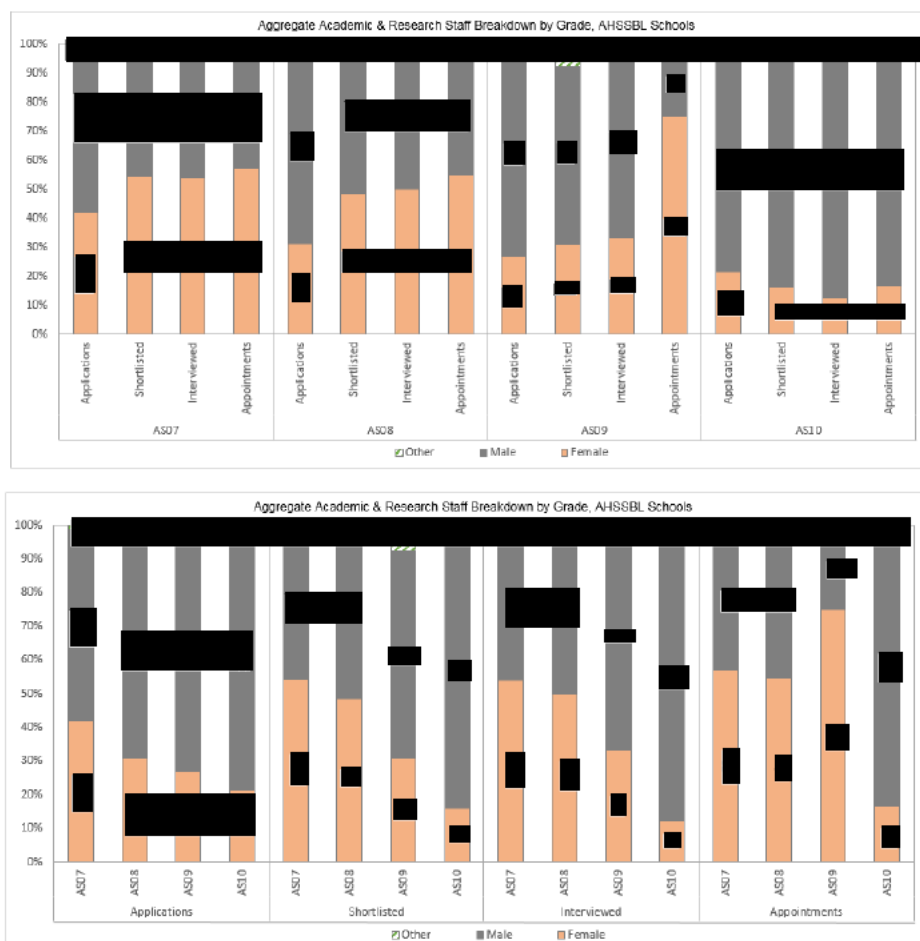 Aggregate Academic & Research Staff Breakdown by Grade, AHSSBL Schools
100%
90%
80%
70%
60%
50%
40%
30%
20%
10%
0%
Applications Shortlisted Interviewed Appointments Applications Shortlisted Interviewed Appointments Applications Shortlisted Interviewed Appointments Applications Shortlisted Interviewed Appointments
AS07 AS08 AS09 AS10
Other Male Female
Aggregate Academic & Research Staff Breakdown by Grade, AHSSBL Schools
100%
90%
80%
70%
60%
50%
40%
30%
20%
10%
0%
AS07 AS08 AS09 AS10 AS07 AS08 AS09 AS10 AS07 AS08 AS09 AS10 AS07 AS08 AS09 AS10
Applications Shortlisted Interviewed Appointments
Other Male Female